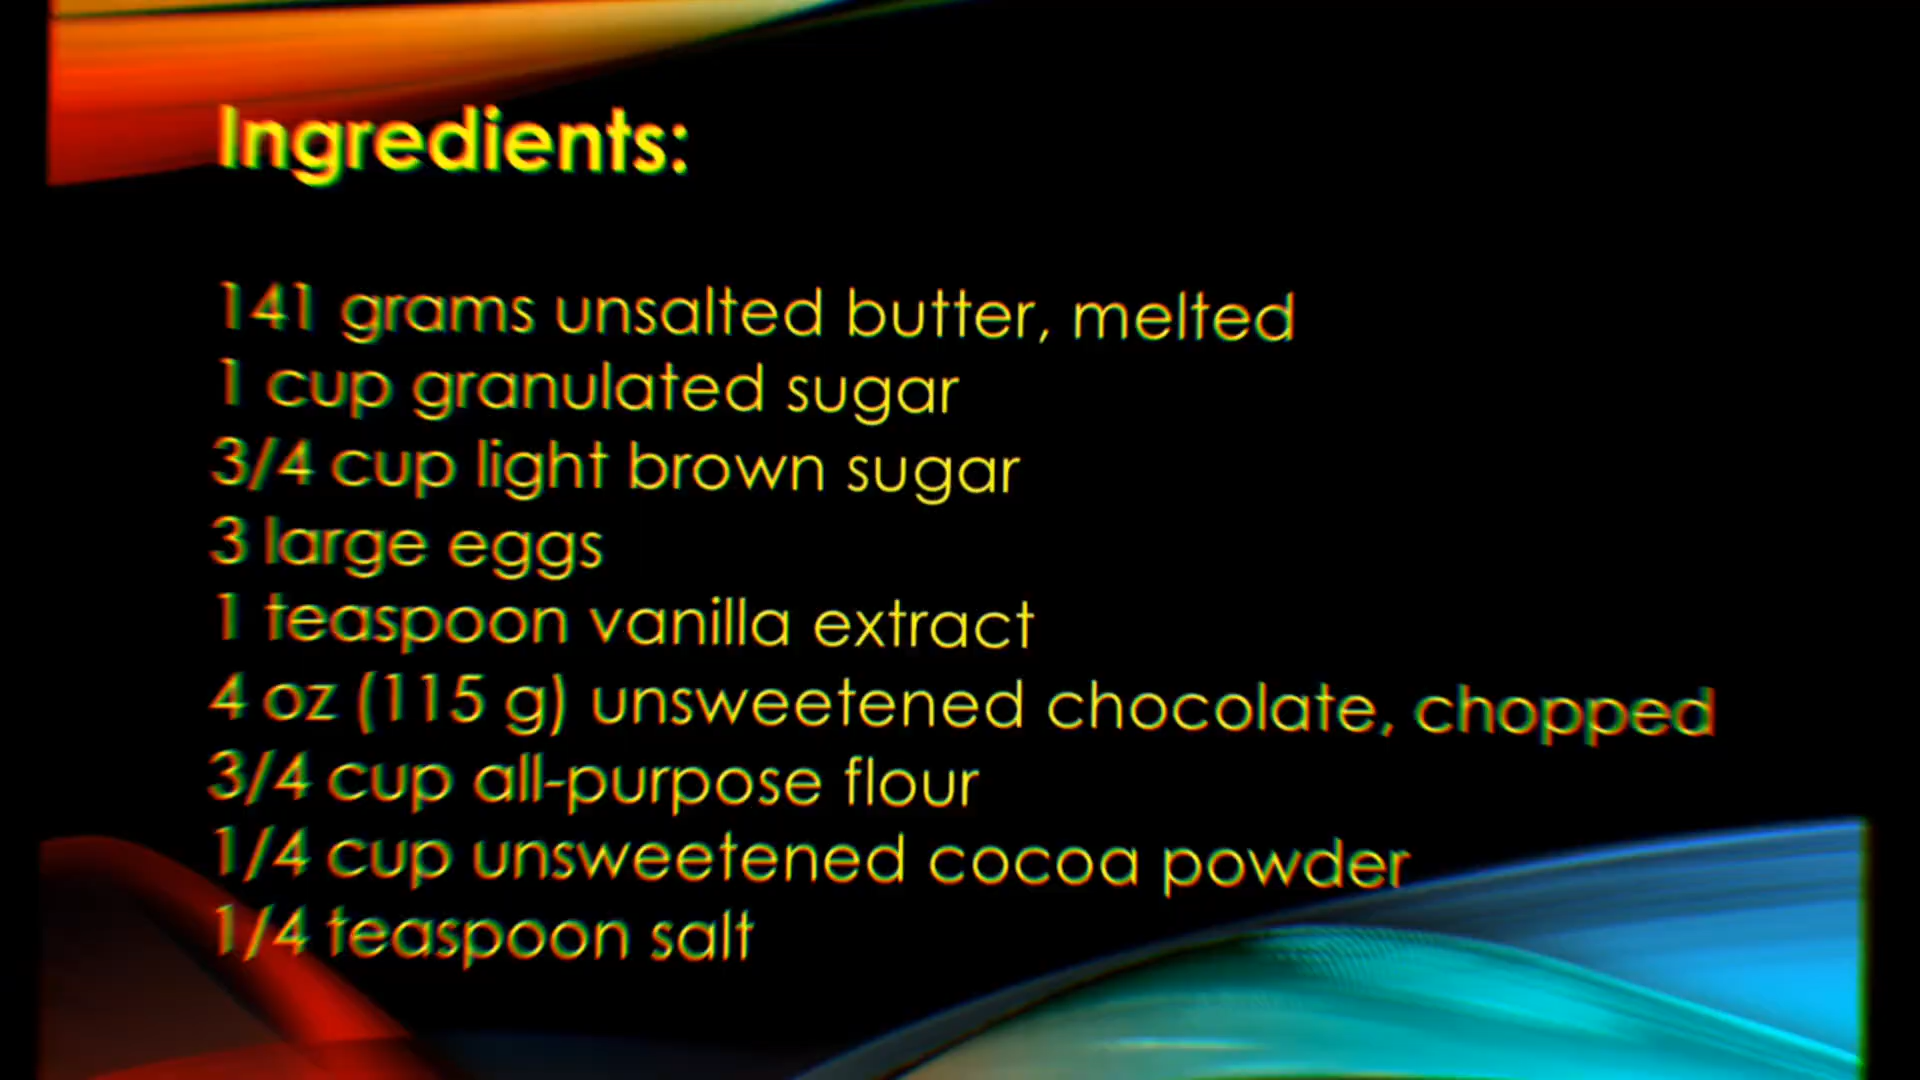 Ingredients:
141 grams unsalted butter, melted
1 cup granulated sugar
3/4 cup light brown sugar
3 large eggs
1 teaspoon vanilla extract
4 oz (115 g) unsweetened chocolate, chopped
3/4 cup all-purpose flour
1/4 cup unsweetened cocoa powder
1/4 teaspoon salt